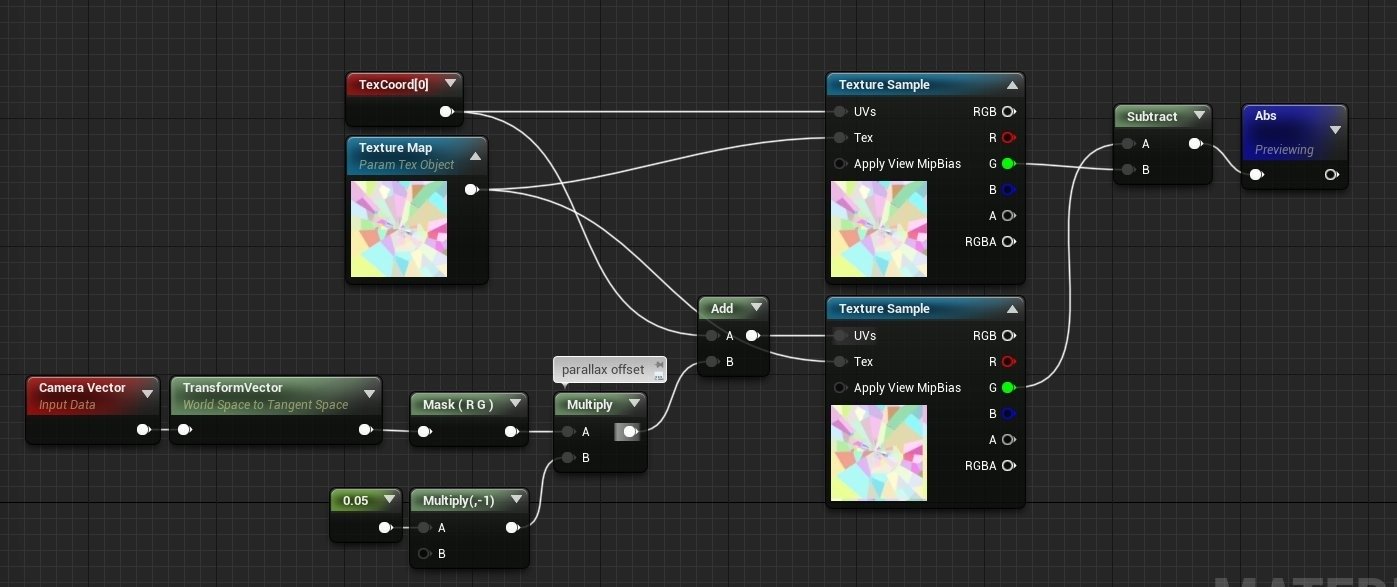 TexCoord[0]
Texture Map
Param Tex Object
Texture Sample
UVs
RGB
Tex
R
Apply View MipBias
G
B
A
RGBA
Subtract
A
B
Abs
Previewing
Add
A
B
Texture Sample
UVs
RGB
Tex
R
Apply View MipBias
G
B
A
RGBA
Camera Vector
Input Data
TransformVector
World Space to Tangent Space
Mask ( R G )
parallax offset
Multiply
A
B
0.05
Multiply(,-1)
A
B